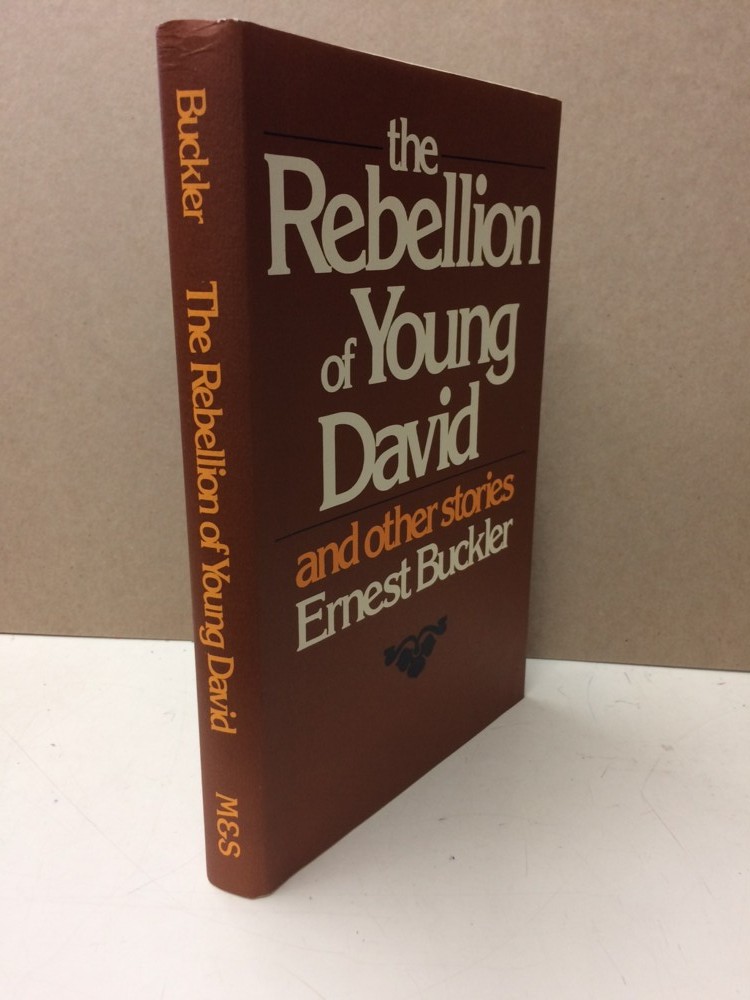 the
Rebellion
of Young
David
and other stories
Ernest Buckler
Buckler The Rebellion of Young David M&S